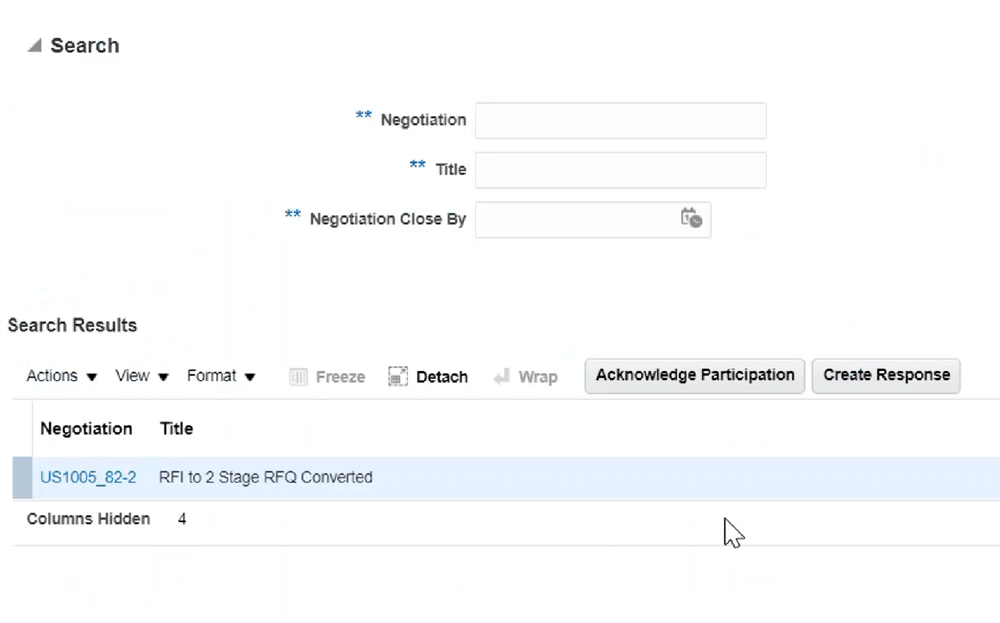 Search
** Negotiation
** Title
** Negotiation Close By
Search Results
Actions View Format Freeze Detach Wrap Acknowledge Participation Create Response
Negotiation Title
US1005_82-2 RFI to 2 Stage RFQ Converted
Columns Hidden 4